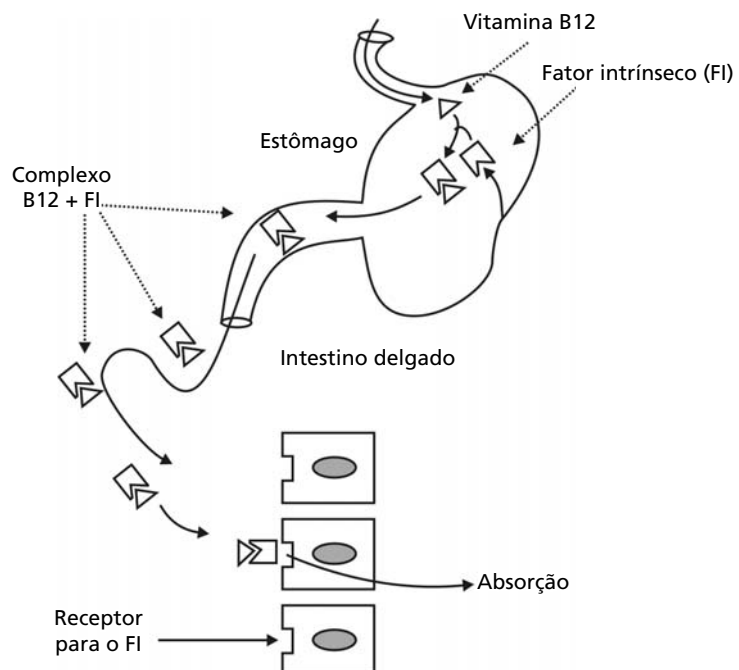 Vitamina B12
Fator intrínseco (FI)
Estômago
Complexo
B12 + FI
Intestino delgado
Absorção
Receptor
para o FI